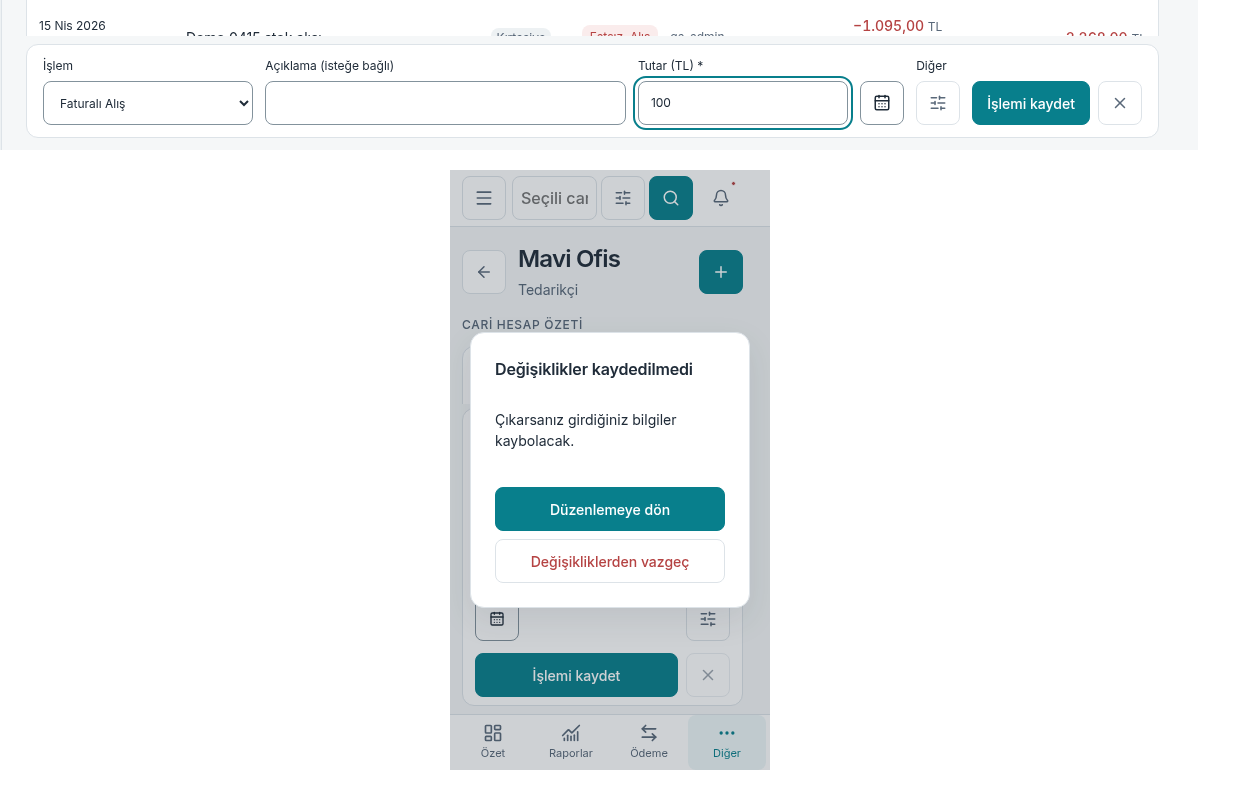 15 Nis 2026
−1.095,00 TL
İşlem
Açıklama (isteğe bağlı)
Tutar (TL) *
Diğer
Faturalı Alış
100
İşlemi kaydet
Seçili car
Mavi Ofis
Tedarikçi
CARİ HESAP ÖZETİ
Değişiklikler kaydedilmedi
Çıkarsanız girdiğiniz bilgiler
kaybolacak.
Düzenlemeye dön
Değişikliklerden vazgeç
İşlemi kaydet
Özet
Raporlar
Ödeme
Diğer